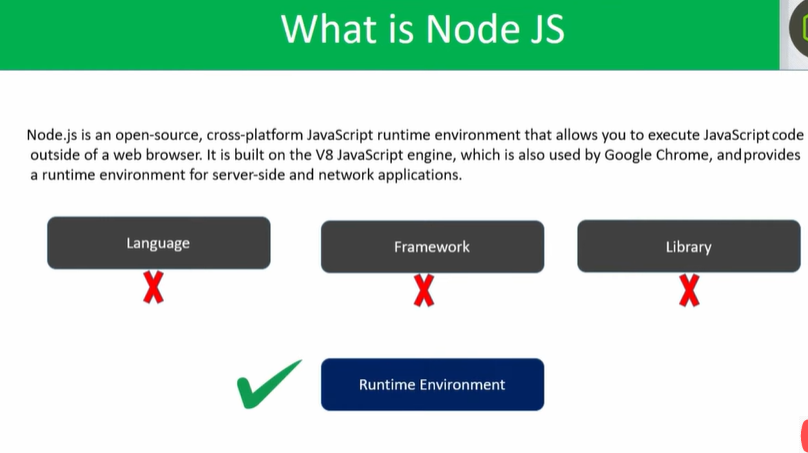 What is Node JS
Node.js is an open-source, cross-platform JavaScript runtime environment that allows you to execute JavaScript code
outside of a web browser. It is built on the V8 JavaScript engine, which is also used by Google Chrome, and provides
a runtime environment for server-side and network applications.
Language
Framework
Library
Runtime Environment